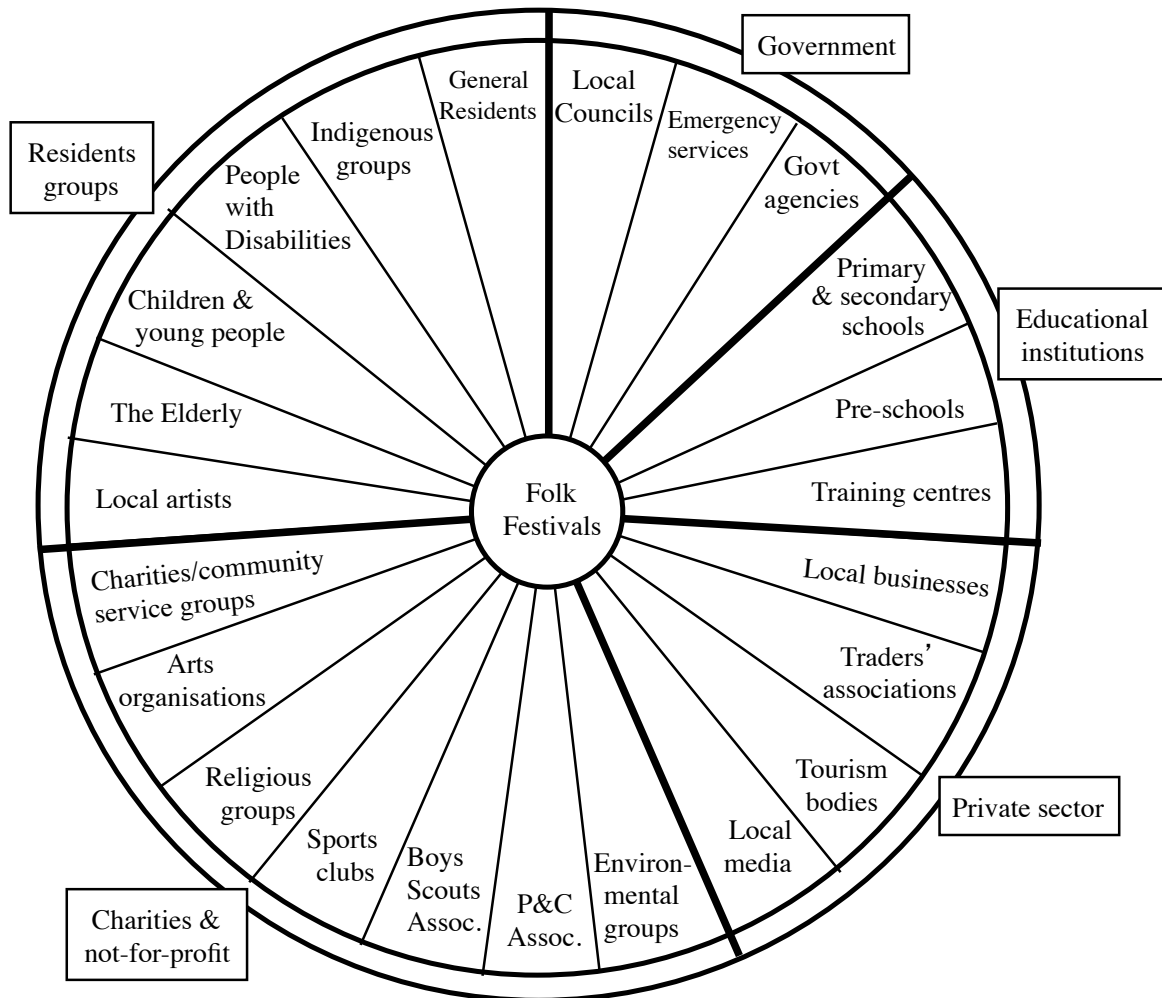 Government
Residents
groups
Educational
institutions
Private sector
Charities &
not-for-profit
Folk
Festivals
General
Residents
Local
Councils
Emergency
services
Govt
agencies
Primary
& secondary
schools
Pre-schools
Training centres
Local businesses
Traders’
associations
Tourism
bodies
Local
media
Environ-
mental
groups
P&C
Assoc.
Boys
Scouts
Assoc.
Sports
clubs
Religious
groups
Arts
organisations
Charities/community
service groups
Local artists
The Elderly
Children &
young people
People
with
Disabilities
Indigenous
groups